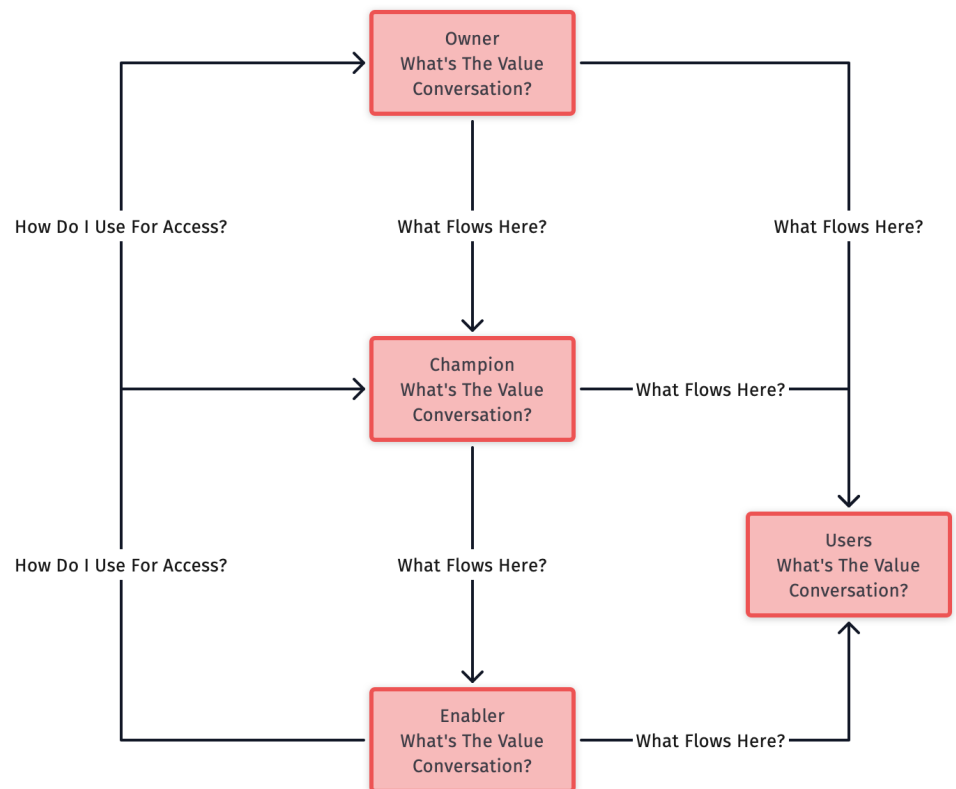 Owner
What's The Value
Conversation?
How Do I Use For Access?
What Flows Here?
What Flows Here?
Champion
What's The Value
Conversation?
What Flows Here?
Users
What's The Value
Conversation?
How Do I Use For Access?
What Flows Here?
Enabler
What's The Value
Conversation?
What Flows Here?